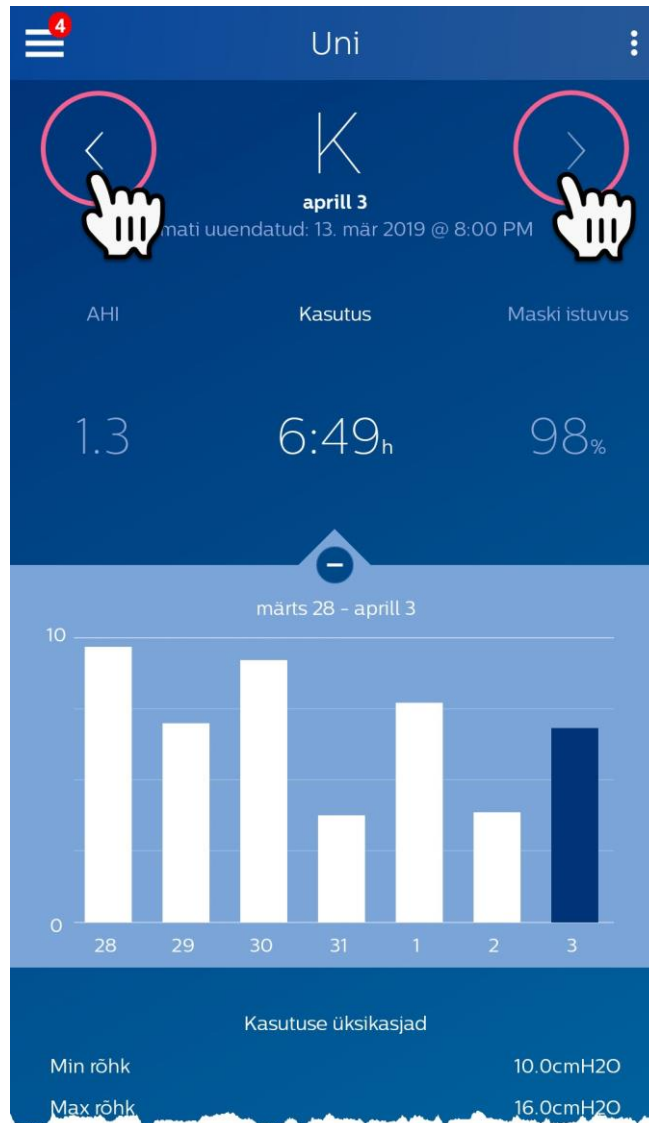 4
Uni
K
aprill 3
mati uuendatud: 13. mär 2019 @ 8:00 PM
AHI Kasutus Maski istuvus
1.3 6:49h 98%
märts 28 - aprill 3
10
0
28 29 30 31 1 2 3
Kasutuse üksikasjad
Min rõhk 10.0cmH2O
Max rõhk 16.0cmH2O